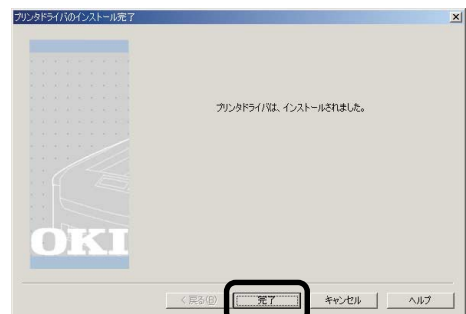 プリンタドライバのインストール完了
プリンタドライバは、インストールされました。
OKI
< 戻る(B)
完了
キャンセル
ヘルプ